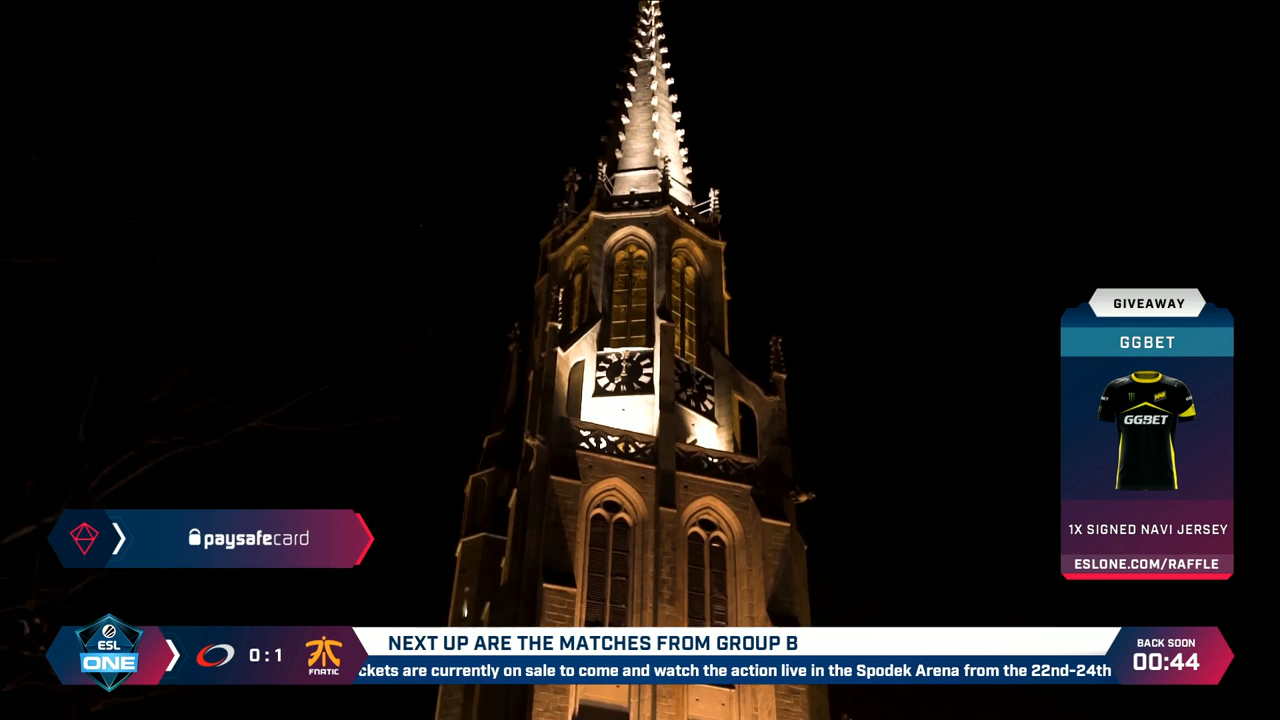 GIVEAWAY
GGBET
GGBET
1X SIGNED NAVI JERSEY
ESLONE.COM/RAFFLE
paysafecard
ESL
ONE
0 : 1
FNATIC
NEXT UP ARE THE MATCHES FROM GROUP B
ckets are currently on sale to come and watch the action live in the Spodek Arena from the 22nd-24th
BACK SOON
00:44